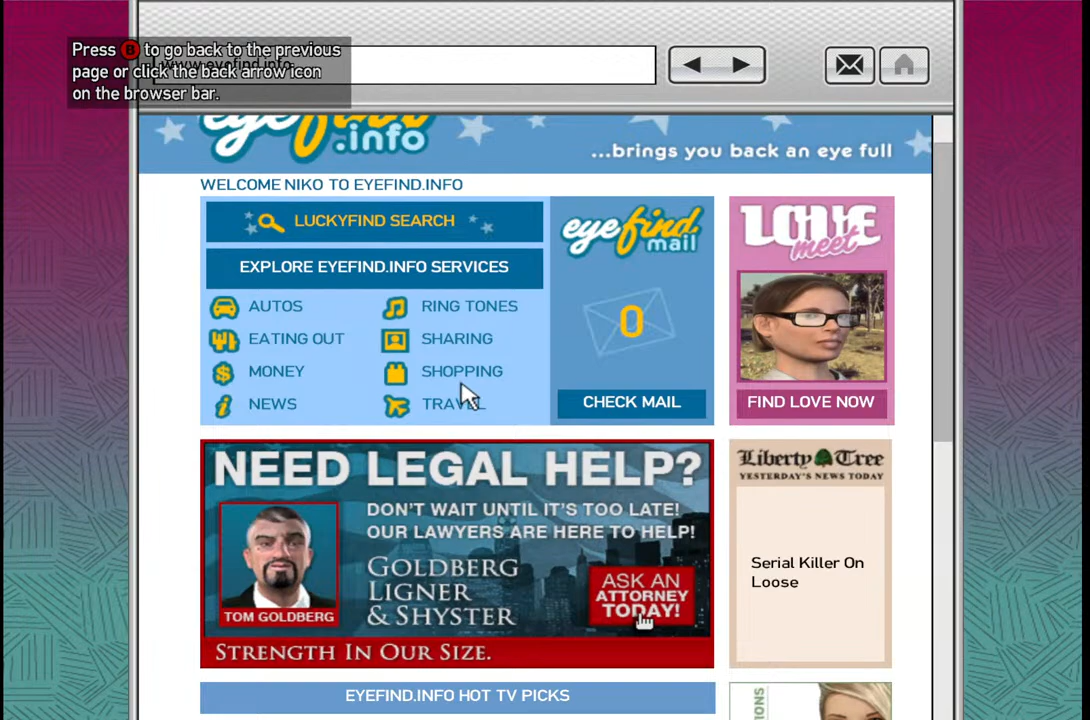 Press B to go back to the previous
page or click the back arrow icon
on the browser bar.
www.eyefind.info
eyefind
.info
...brings you back an eye full
WELCOME NIKO TO EYEFIND.INFO
LUCKYFIND SEARCH
EXPLORE EYEFIND.INFO SERVICES
AUTOS
RING TONES
EATING OUT
SHARING
MONEY
SHOPPING
NEWS
TRAVEL
eyefind
mail
0
CHECK MAIL
LOVE
meet
FIND LOVE NOW
NEED LEGAL HELP?
DON'T WAIT UNTIL IT'S TOO LATE!
OUR LAWYERS ARE HERE TO HELP!
GOLDBERG
LIGNER
& SHYSTER
ASK AN
ATTORNEY
TODAY!
TOM GOLDBERG
STRENGTH IN OUR SIZE.
Liberty Tree
YESTERDAY'S NEWS TODAY
Serial Killer On
Loose
EYEFIND.INFO HOT TV PICKS